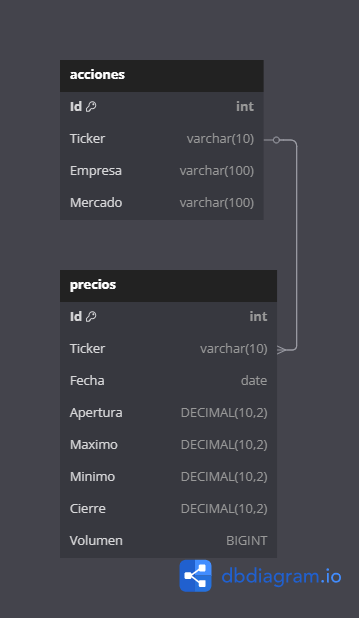 acciones
Id int
Ticker varchar(10)
Empresa varchar(100)
Mercado varchar(100)
precios
Id int
Ticker varchar(10)
Fecha date
Apertura DECIMAL(10,2)
Maximo DECIMAL(10,2)
Minimo DECIMAL(10,2)
Cierre DECIMAL(10,2)
Volumen BIGINT
dbdiagram.io